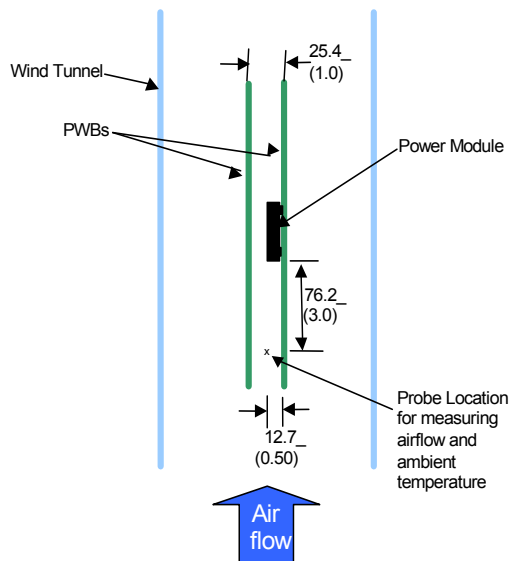 25.4_
(1.0)
Wind Tunnel
PWBs
Power Module
76.2_
(3.0)
x
Probe Location
for measuring
airflow and
ambient
temperature
12.7_
(0.50)
Air
flow